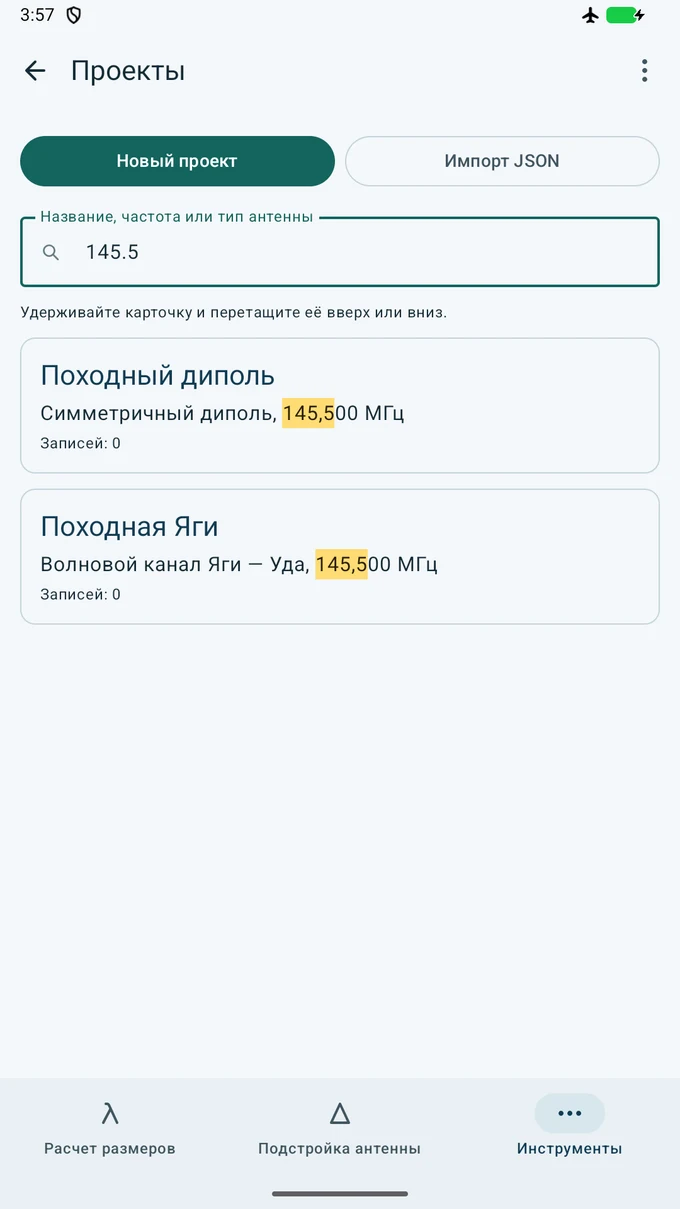 3:57
Проекты
Новый проект
Импорт JSON
Название, частота или тип антенны
145.5
Удерживайте карточку и перетащите её вверх или вниз.
Походный диполь
Симметричный диполь, 145,500 МГц
Записей: 0
Походная Яги
Волновой канал Яги — Уда, 145,500 МГц
Записей: 0
λ
Δ
Расчет размеров
Подстройка антенны
Инструменты